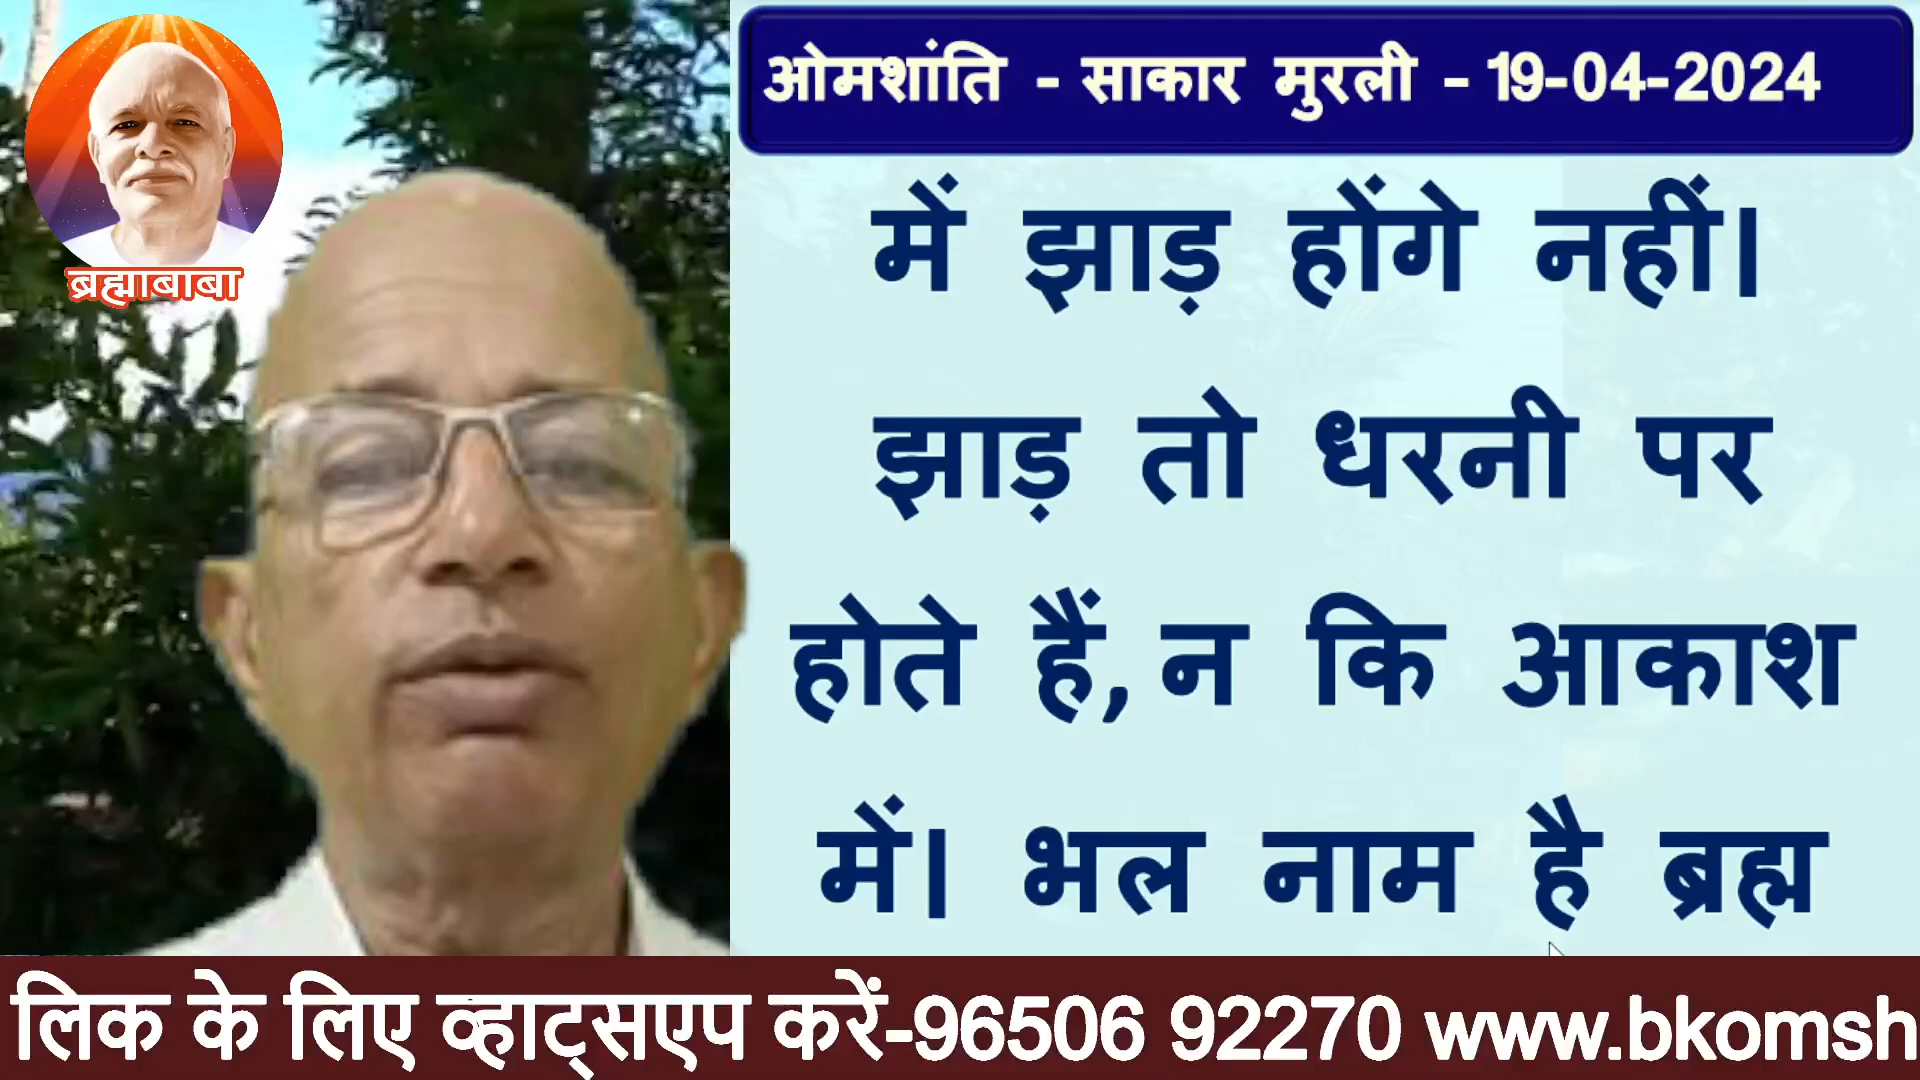 ब्रह्माबाबा
ओमशांति - साकार मुरली - 19-04-2024
में झाड़ होंगे नहीं।
झाड़ तो धरनी पर
होते हैं, न कि आकाश
में। भल नाम है ब्रह्म
लिक के लिए व्हाट्सएप करें-96506 92270 www.bkomsh